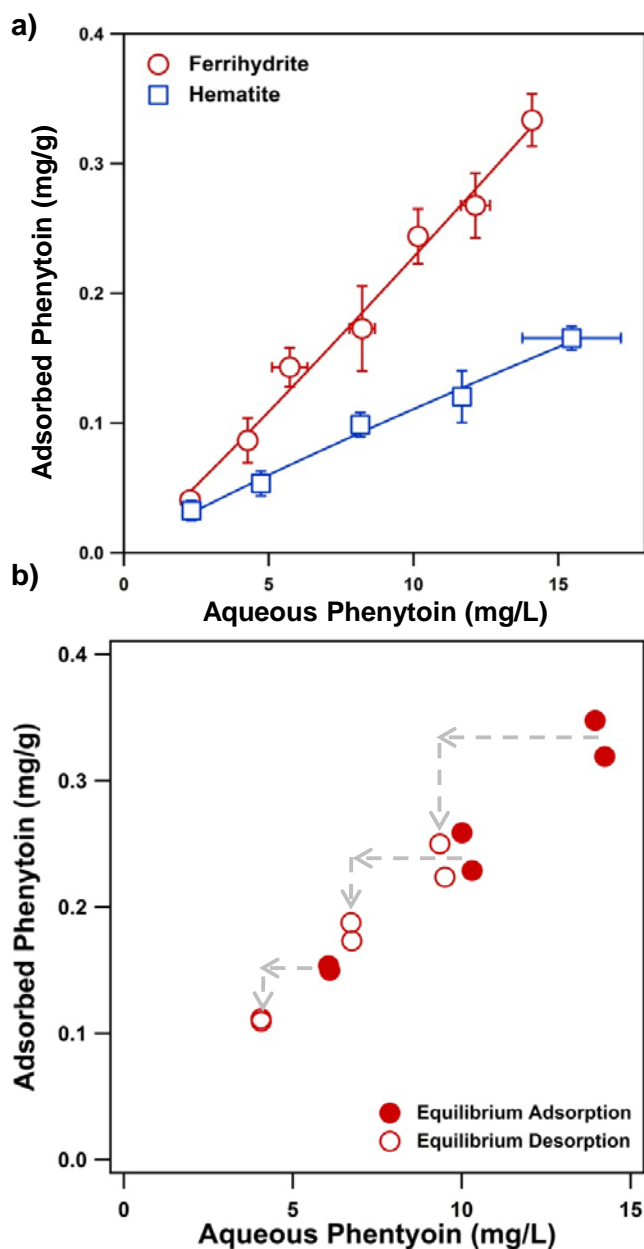 a)
0.4
Ferrihydrite
Hematite
0.3
Adsorbed Phenytoin (mg/g)
0.2
0.1
0.0
0 5 10 15
Aqueous Phenytoin (mg/L)
b)
0.4
0.3
Adsorbed Phenytoin (mg/g)
0.2
0.1
Equilibrium Adsorption
Equilibrium Desorption
0.0
0 5 10 15
Aqueous Phentyoin (mg/L)